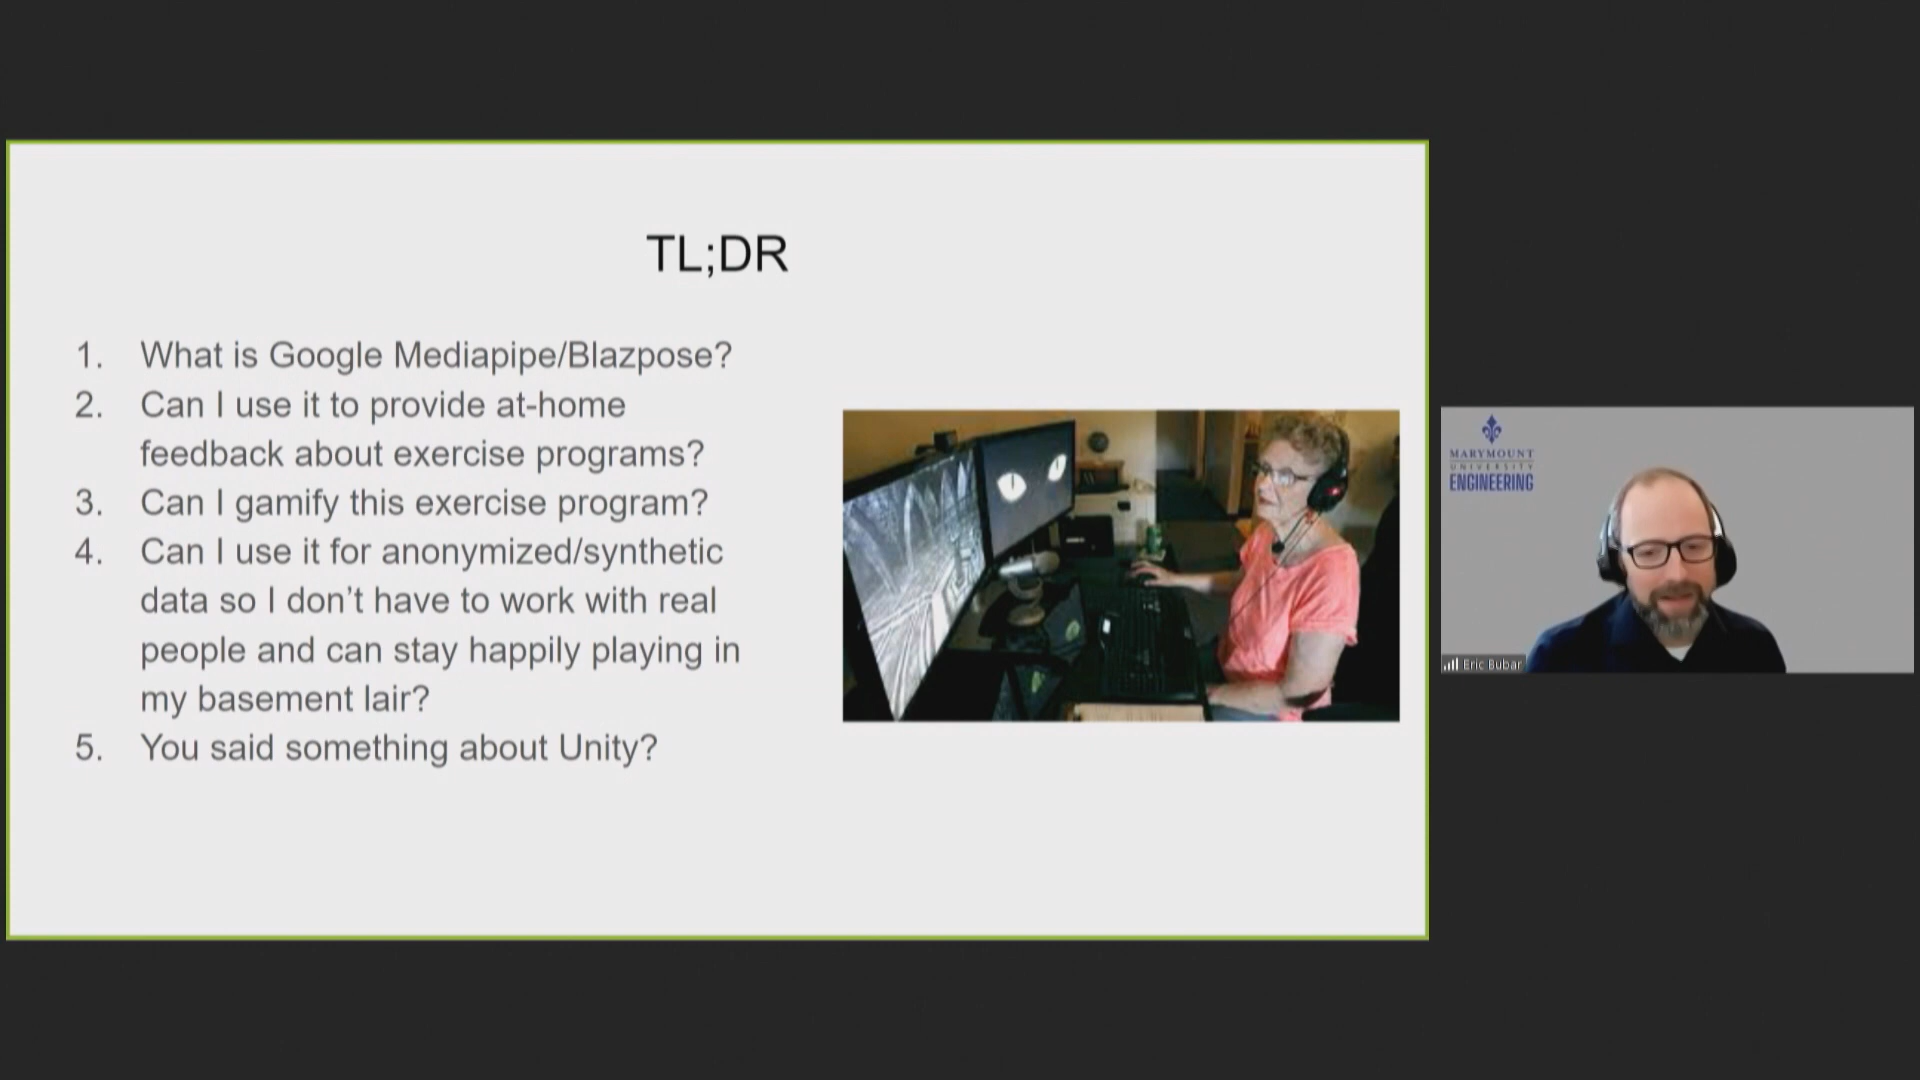 TL;DR
1. What is Google Mediapipe/Blazpose?
2. Can I use it to provide at-home
feedback about exercise programs?
3. Can I gamify this exercise program?
4. Can I use it for anonymized/synthetic
data so I don’t have to work with real
people and can stay happily playing in
my basement lair?
5. You said something about Unity?
MARYMOUNT
UNIVERSITY
ENGINEERING
Eric Bubar